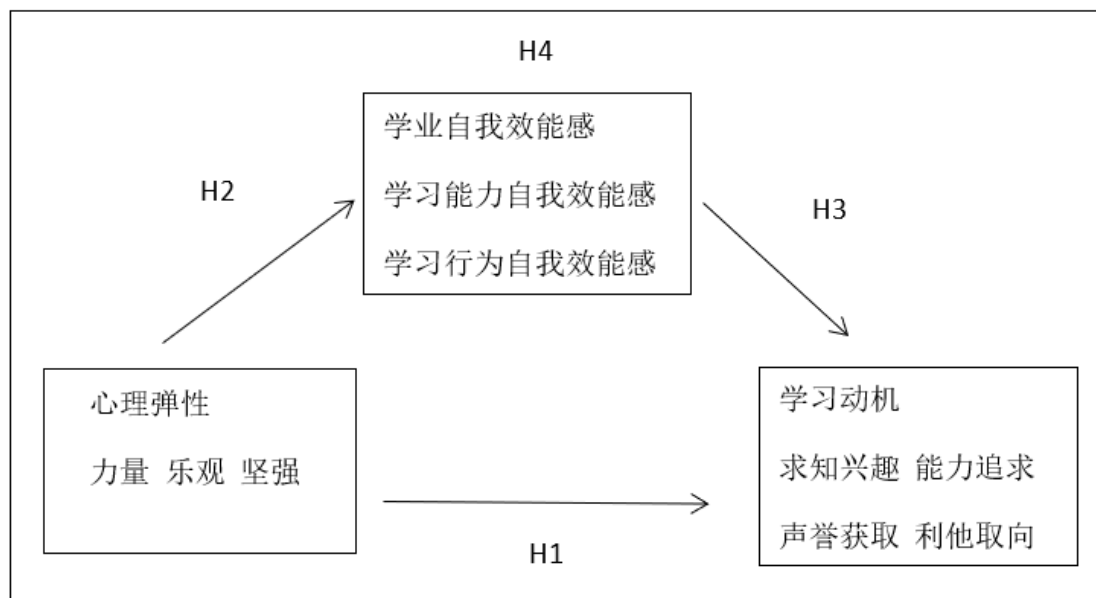 H4
学业自我效能感
学习能力自我效能感
学习行为自我效能感
H2
H3
心理弹性
力量 乐观 坚强
学习动机
求知兴趣 能力追求
声誉获取 利他取向
H1